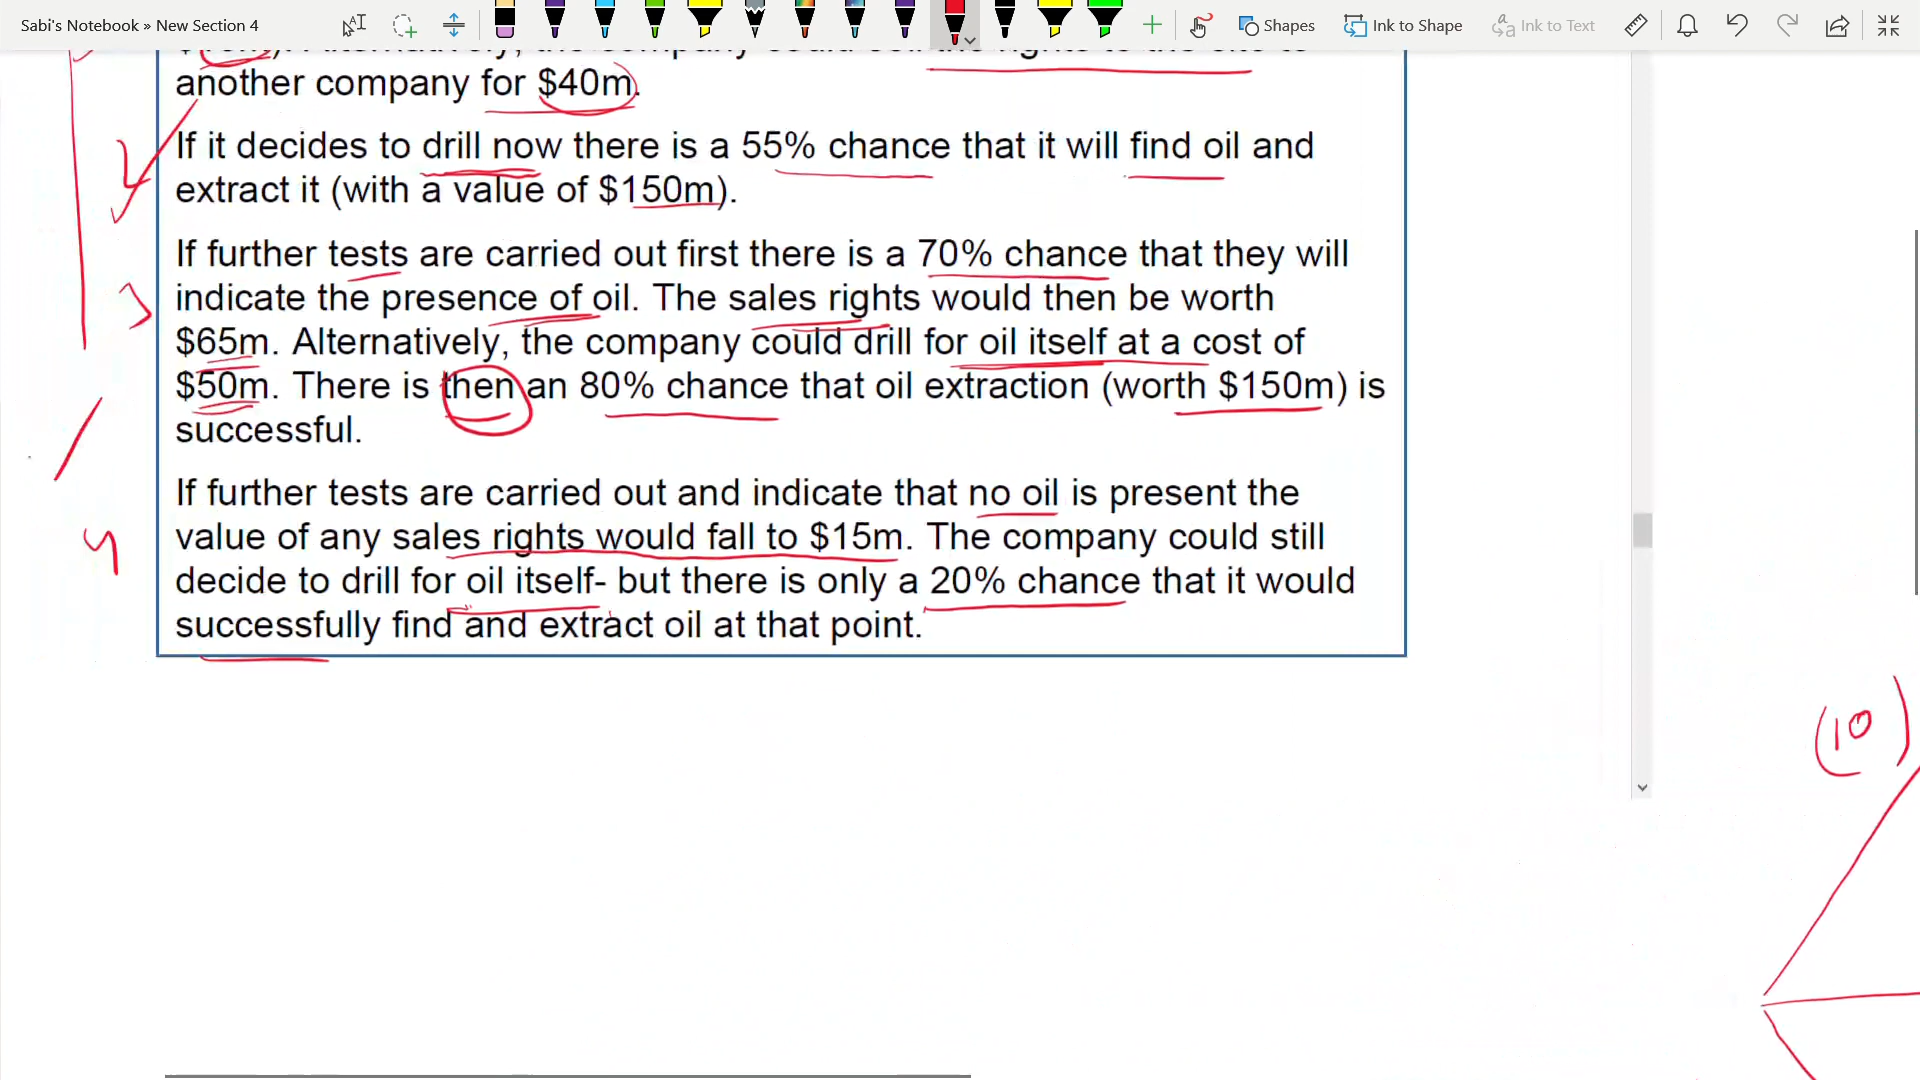 Sabi's Notebook » New Section 4
Shapes
Ink to Shape
Ink to Text
another company for $40m.
If it decides to drill now there is a 55% chance that it will find oil and
extract it (with a value of $150m).
If further tests are carried out first there is a 70% chance that they will
indicate the presence of oil. The sales rights would then be worth
$65m. Alternatively, the company could drill for oil itself at a cost of
$50m. There is then an 80% chance that oil extraction (worth $150m) is
successful.
If further tests are carried out and indicate that no oil is present the
value of any sales rights would fall to $15m. The company could still
decide to drill for oil itself- but there is only a 20% chance that it would
successfully find and extract oil at that point.
(10)